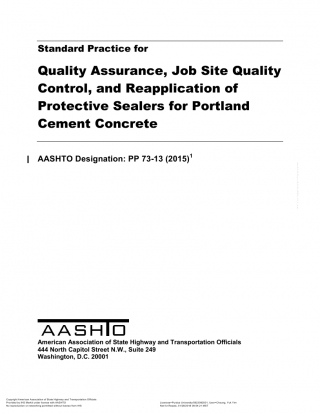 Standard Practice for
Quality Assurance, Job Site Quality
Control, and Reapplication of
Protective Sealers for Portland
Cement Concrete
AASHTO Designation: PP 73-13 (2015)1
AASHTO
American Association of State Highway and Transportation Officials
444 North Capitol Street N.W., Suite 249
Washington, D.C. 20001